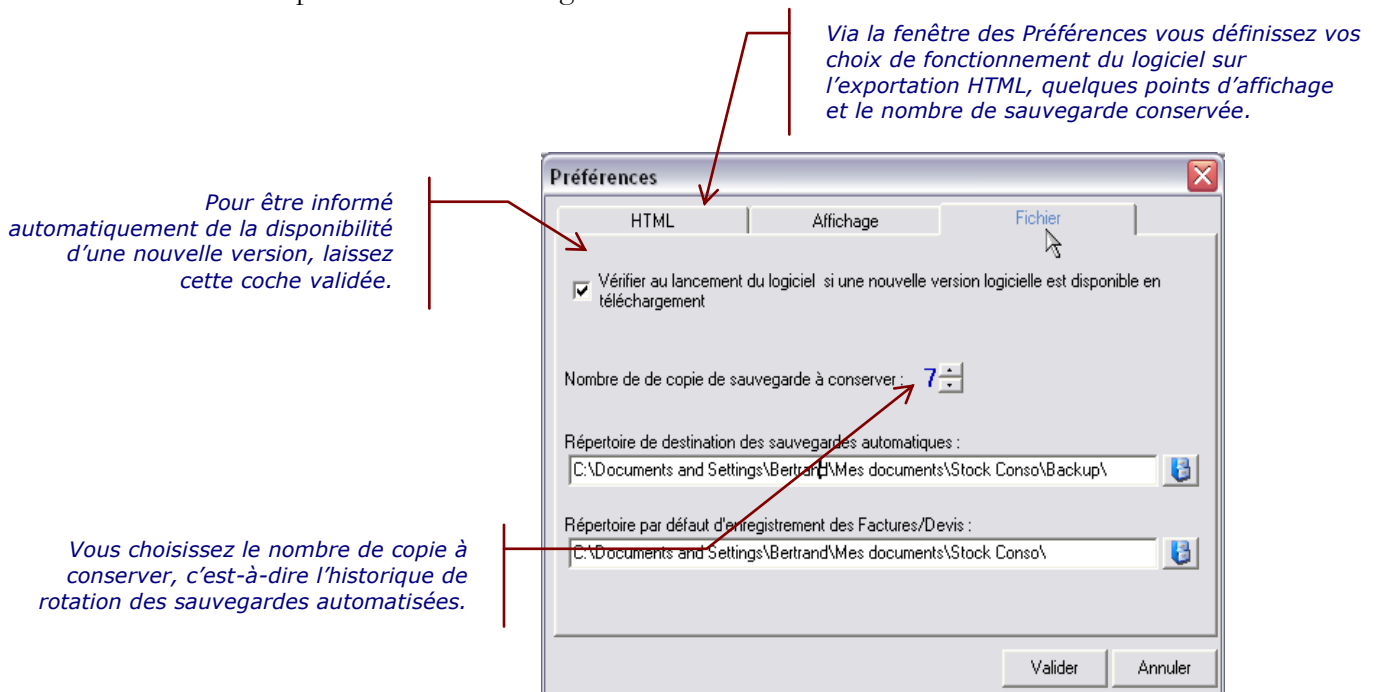 Via la fenêtre des Préférences vous définissez vos
choix de fonctionnement du logiciel sur
l'exportation HTML, quelques points d'affichage
et le nombre de sauvegarde conservée.
Pour être informé
automatiquement de la disponibilité
d'une nouvelle version, laissez
cette coche validée.
Préférences
HTML Affichage Fichier
Vérifier au lancement du logiciel si une nouvelle version logicielle est disponible en
téléchargement
Nombre de de copie de sauvegarde à conserver : 7
Répertoire de destination des sauvegardes automatiques :
C:\Documents and Settings\Bertrand\Mes documents\Stock Conso\Backup\
Répertoire par défaut d'enregistrement des Factures/Devis :
C:\Documents and Settings\Bertrand\Mes documents\Stock Conso\
Vous choisissez le nombre de copie à
conserver, c'est-à-dire l'historique de
rotation des sauvegardes automatisées.
Valider Annuler